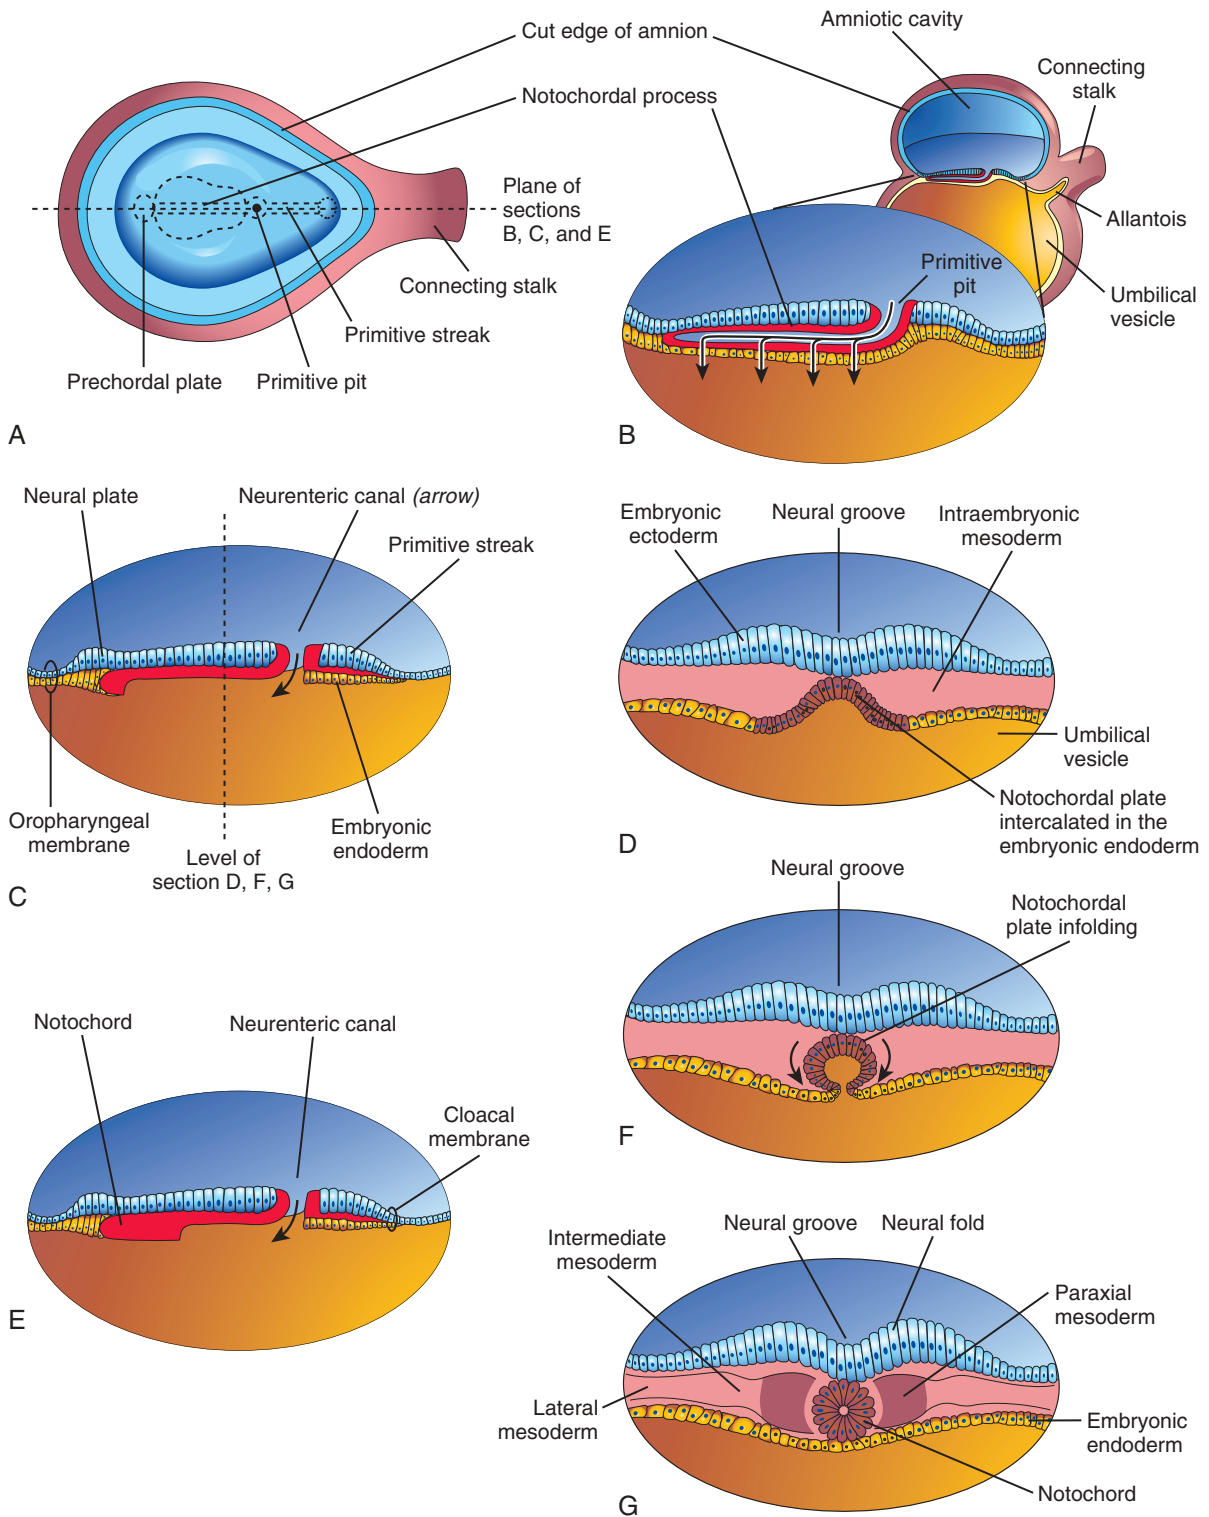 Cut edge of amnion
Notochordal process
Plane of
sections
B, C, and E
Connecting stalk
Primitive streak
Prechordal plate
Primitive pit
A
Amniotic cavity
Connecting
stalk
Allantois
Umbilical
vesicle
Primitive
pit
B
Neural plate
Neurenteric canal (arrow)
Primitive streak
Oropharyngeal
membrane
Level of
section D, F, G
Embryonic
endoderm
C
Embryonic
ectoderm
Neural groove
Intraembryonic
mesoderm
Umbilical
vesicle
Notochordal plate
intercalated in the
embryonic endoderm
D
Notochord
Neurenteric canal
Cloacal
membrane
E
Neural groove
Notochordal
plate infolding
F
Intermediate
mesoderm
Neural groove
Neural fold
Paraxial
mesoderm
Lateral
mesoderm
Embryonic
endoderm
Notochord
G